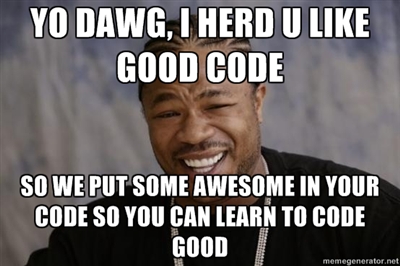 YO DAWG, I HERD U LIKE
GOOD CODE
SO WE PUT SOME AWESOME IN YOUR
CODE SO YOU CAN LEARN TO CODE
GOOD
memegenerator.net